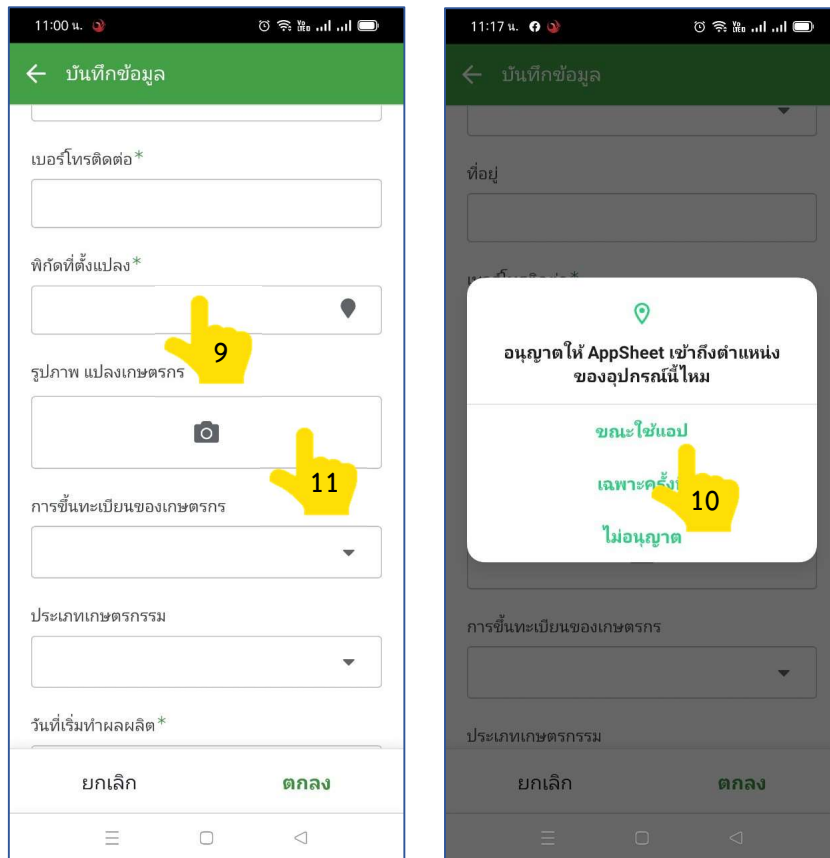 11:00 น.
บันทึกข้อมูล
เบอร์โทรติดต่อ*
พิกัดที่ตั้งแปลง*
9
รูปภาพ แปลงเกษตรกร
11
การขึ้นทะเบียนของเกษตรกร
ประเภทเกษตรกรรม
วันที่เริ่มทำผลผลิต*
ยกเลิก ตกลง
11:17 น.
บันทึกข้อมูล
ที่อยู่
อนุญาตให้ AppSheet เข้าถึงตำแหน่ง
ของอุปกรณ์นี้ไหม
ขณะใช้แอป
10
ไม่อนุญาต
การขึ้นทะเบียนของเกษตรกร
ประเภทเกษตรกรรม
ยกเลิก ตกลง